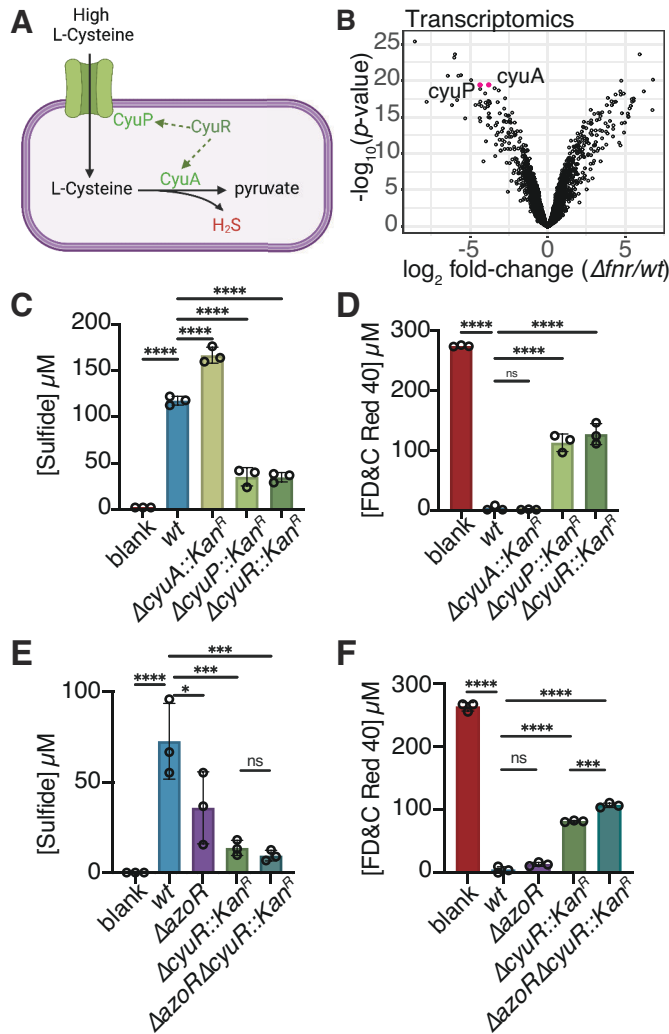 A
High
L-Cysteine
CyuP
CyuR
CyuA
L-Cysteine
pyruvate
H₂S
B
Transcriptomics
-log₁₀(p-value)
25
20
15
10
5
0
cyuP
cyuA
-5
0
5
log₂ fold-change (Δfnr/wt)
C
[Sulfide] µM
200
150
100
50
0
****
****
****
****
blank
wt
ΔcyuA::Kanᴿ
ΔcyuP::Kanᴿ
ΔcyuR::Kanᴿ
D
[FD&C Red 40] µM
300
200
100
0
**** ****
****
ns
blank
wt
ΔcyuA::Kanᴿ
ΔcyuP::Kanᴿ
ΔcyuR::Kanᴿ
E
[Sulfide] µM
100
50
0
***
***
****
*
ns
blank
wt
ΔazoR
ΔcyuR::Kanᴿ
ΔazoRΔcyuR::Kanᴿ
F
[FD&C Red 40] µM
300
200
100
0
****
****
****
ns
***
blank
wt
ΔazoR
ΔcyuR::Kanᴿ
ΔazoRΔcyuR::Kanᴿ